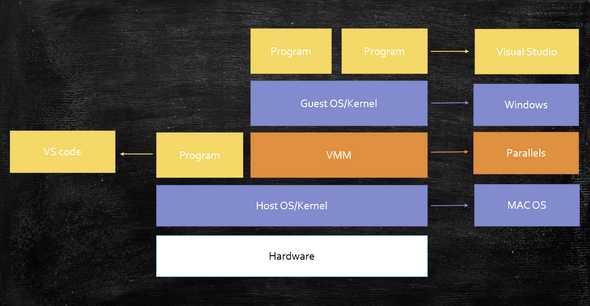 Program
Program
Visual Studio
Guest OS/Kernel
Windows
VS code
Program
VMM
Parallels
Host OS/Kernel
MAC OS
Hardware